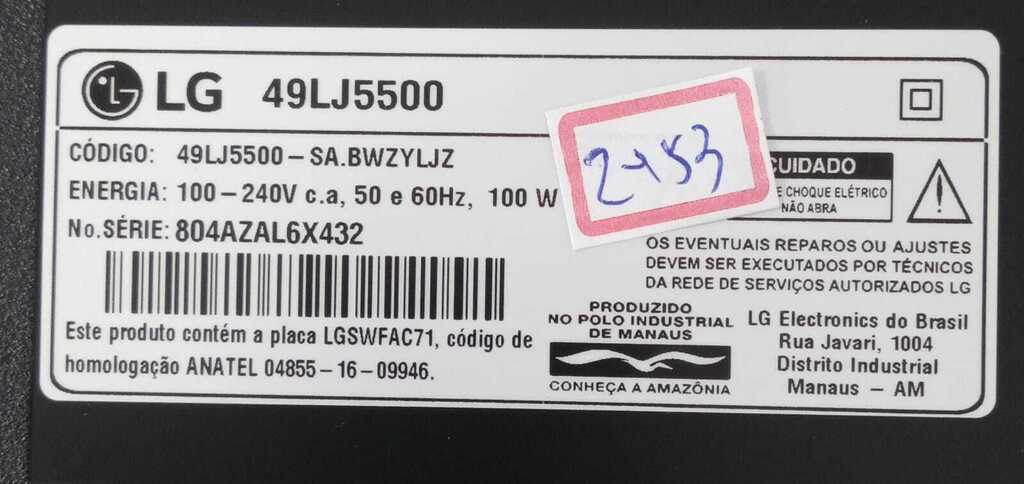 LG 49LJ5500
CÓDIGO: 49LJ5500-SA.BWZYLJZ
ENERGIA: 100-240V c.a, 50 e 60Hz, 100 W
No.SÉRIE: 804AZAL6X432
Este produto contém a placa LGSWFAC71, código de
homologação ANATEL 04855-16-09946.
2453
CUIDADO
E CHOQUE ELÉTRICO
NÃO ABRA
OS EVENTUAIS REPAROS OU AJUSTES
DEVEM SER EXECUTADOS POR TÉCNICOS
DA REDE DE SERVIÇOS AUTORIZADOS LG
PRODUZIDO
NO POLO INDUSTRIAL
DE MANAUS
CONHEÇA A AMAZÔNIA
LG Electronics do Brasil
Rua Javari, 1004
Distrito Industrial
Manaus - AM